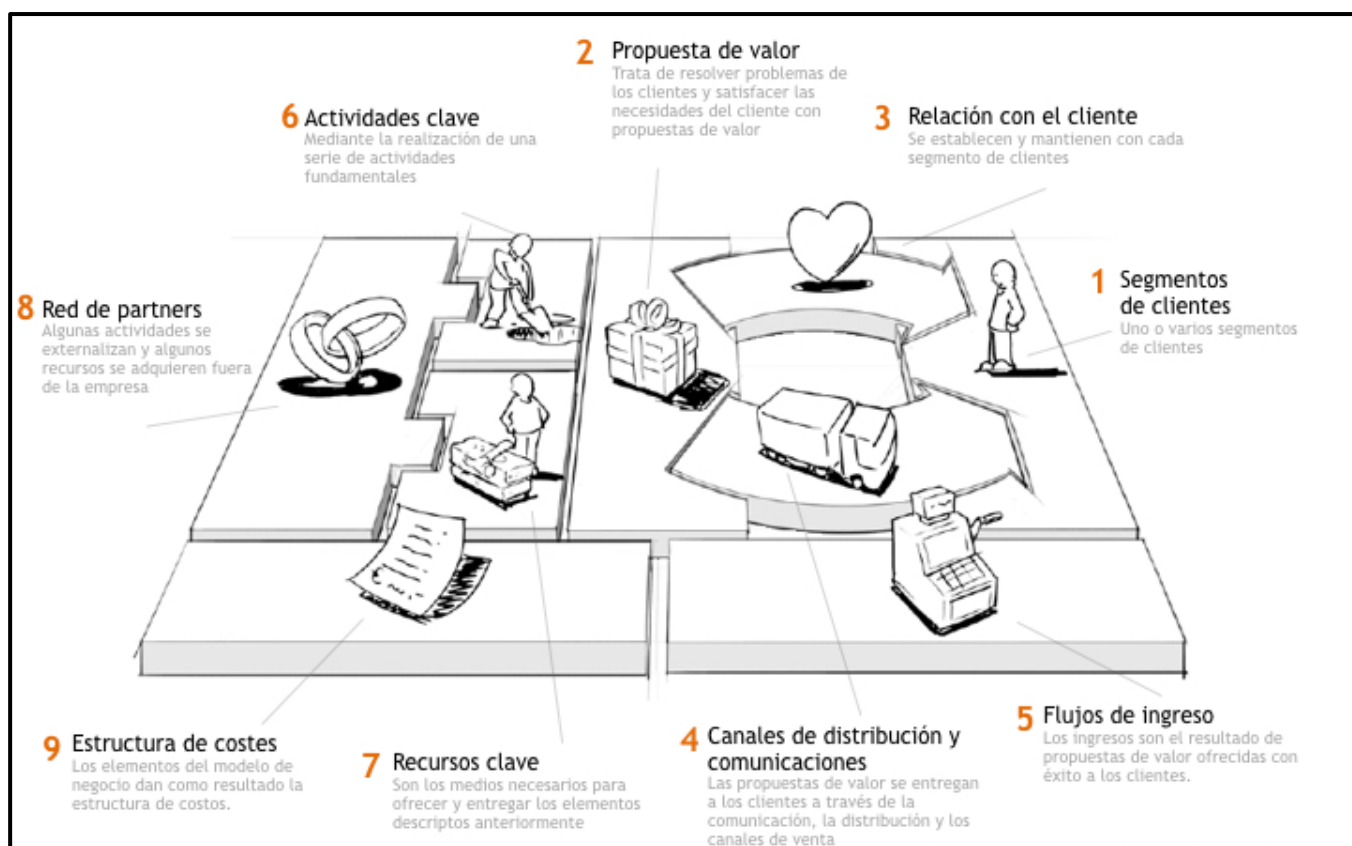 2 Propuesta de valor
Trata de resolver problemas de
los clientes y satisfacer las
necesidades del cliente con
propuestas de valor
6 Actividades clave
Mediante la realización de una
serie de actividades
fundamentales
3 Relación con el cliente
Se establecen y mantienen con cada
segmento de clientes
1 Segmentos
de clientes
Uno o varios segmentos
de clientes
8 Red de partners
Algunas actividades se
externalizan y algunos
recursos se adquieren fuera
de la empresa
9 Estructura de costes
Los elementos del modelo de
negocio dan como resultado la
estructura de costos.
7 Recursos clave
Son los medios necesarios para
ofrecer y entregar los elementos
descriptos anteriormente
4 Canales de distribución y
comunicaciones
Las propuestas de valor se entregan
a los clientes a través de la
comunicación, la distribución y los
canales de venta
5 Flujos de ingreso
Los ingresos son el resultado de
propuestas de valor ofrecidas con
éxito a los clientes.